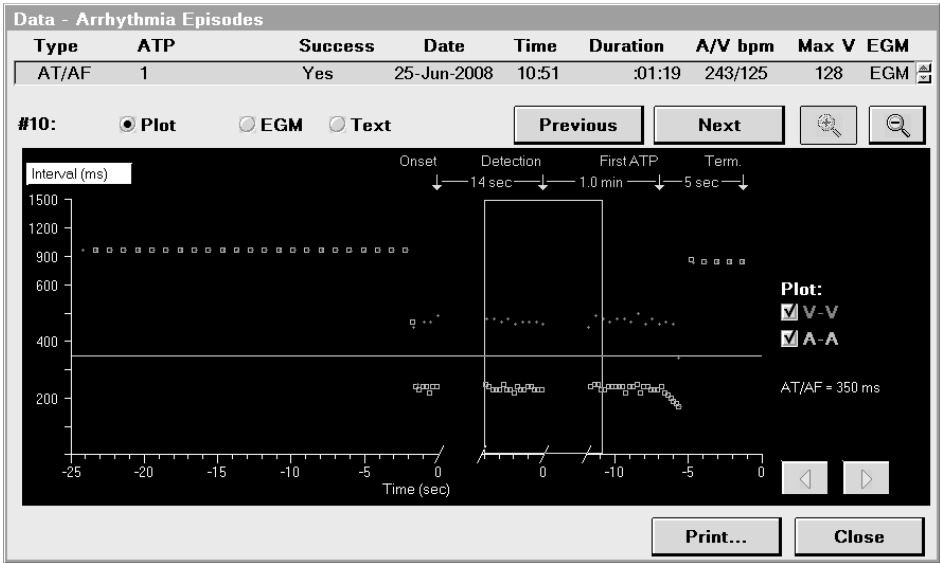 Data - Arrhythmia Episodes
Type ATP Success Date Time Duration A/V bpm Max V EGM
AT/AF 1 Yes 25-Jun-2008 10:51 :01:19 243/125 128 EGM
#10: Plot EGM Text Previous Next
Onset Detection First ATP Term.
Interval (ms)
14 sec 1.0 min 5 sec
1500
1200
900
600
Plot:
V-V
400 A-A
AT/AF = 350 ms
200
-25 -20 -15 -10 -5 0 0 -10 -5 0
Time (sec)
Print... Close